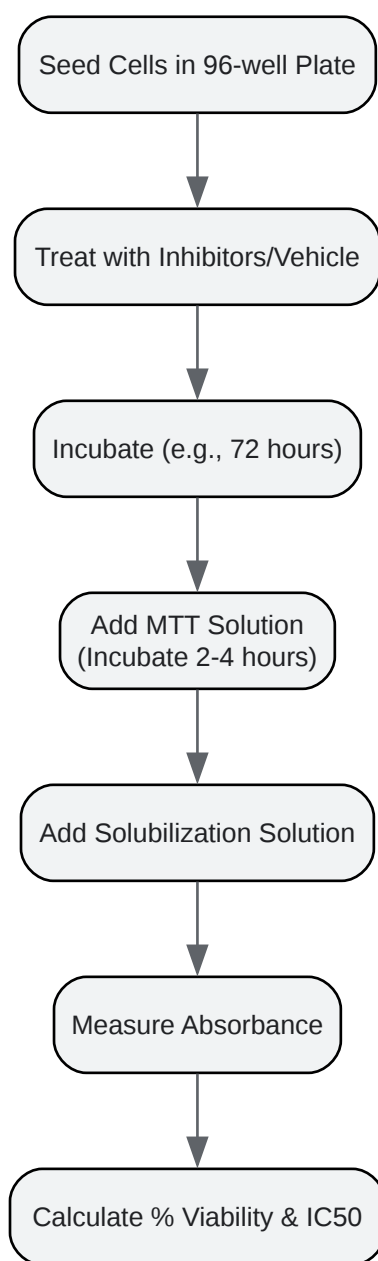 Seed Cells in 96-well Plate
Treat with Inhibitors/Vehicle
Incubate (e.g., 72 hours)
Add MTT Solution
(Incubate 2-4 hours)
Add Solubilization Solution
Measure Absorbance
Calculate % Viability & IC50